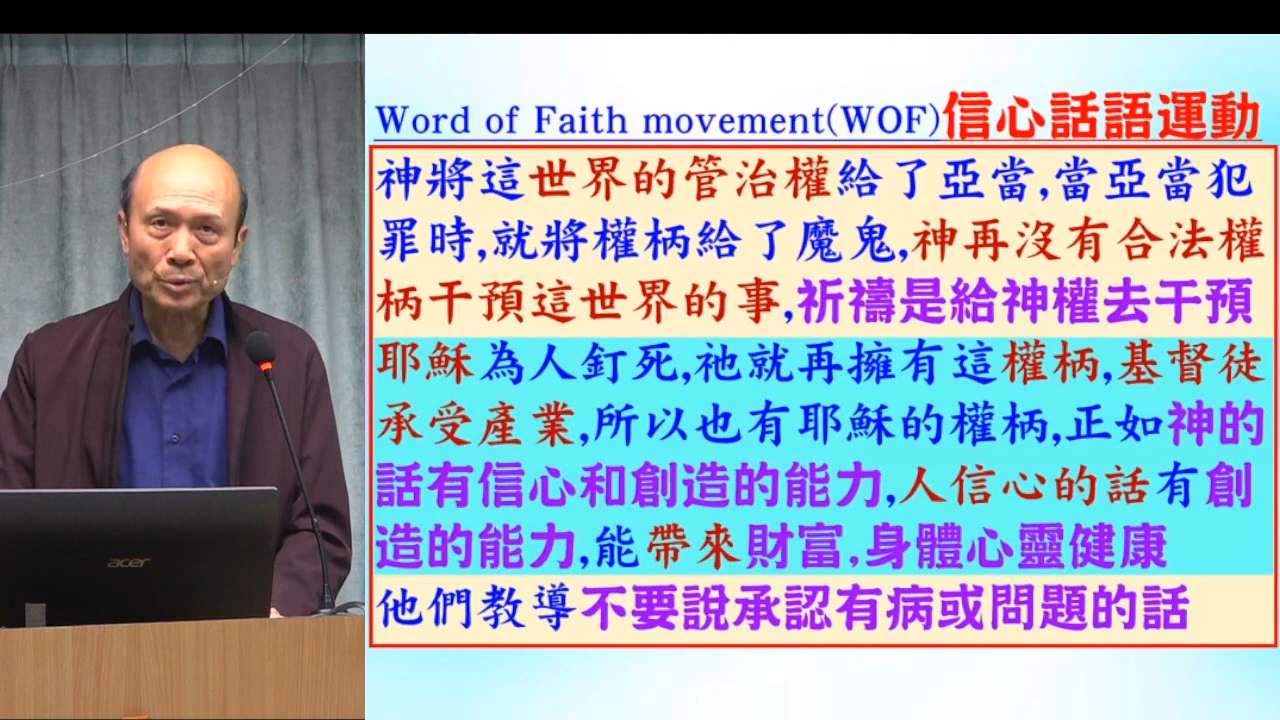 Word of Faith movement(WOF)信心話語運動
神將這世界的管治權給了亞當,當亞當犯
罪時,就將權柄給了魔鬼,神再沒有合法權
柄干預這世界的事,祈禱是給神權去干預
耶穌為人釘死,祂就再擁有這權柄,基督徒
承受產業,所以也有耶穌的權柄,正如神的
話有信心和創造的能力,人信心的話有創
造的能力,能帶來財富,身體心靈健康
他們教導不要說承認有病或問題的話
acer